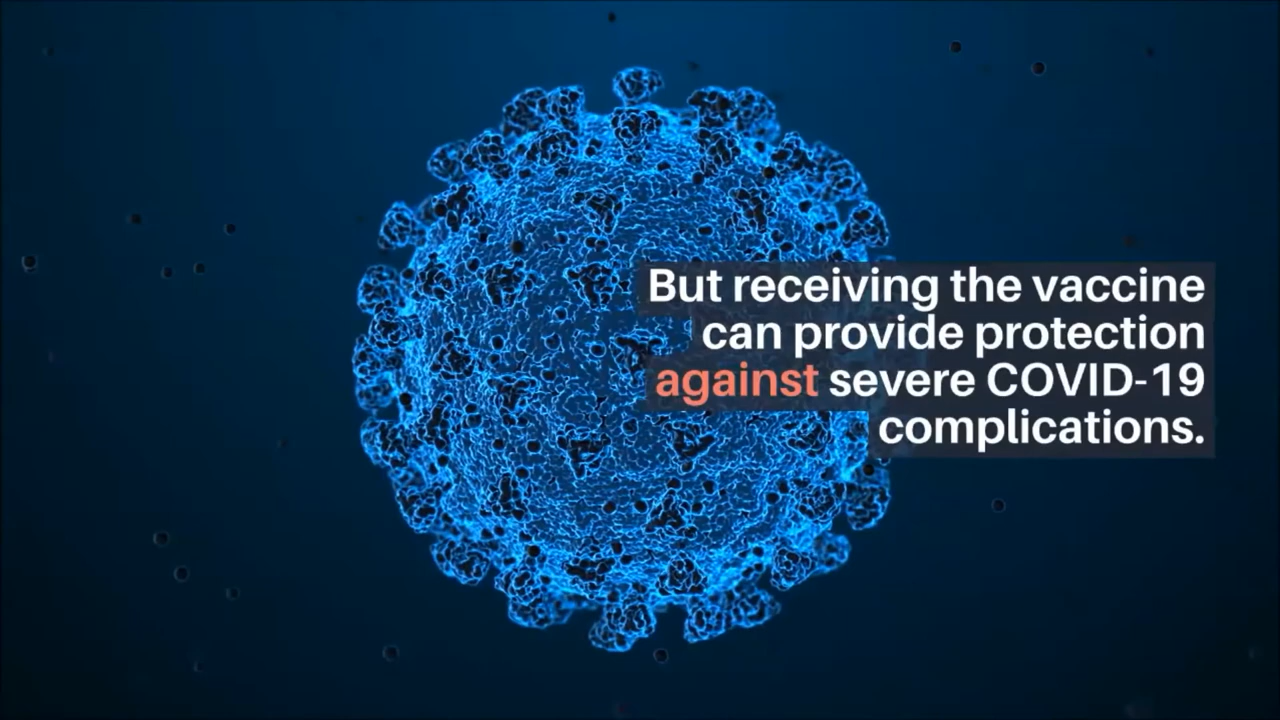 But receiving the vaccine
can provide protection
against severe COVID-19
complications.